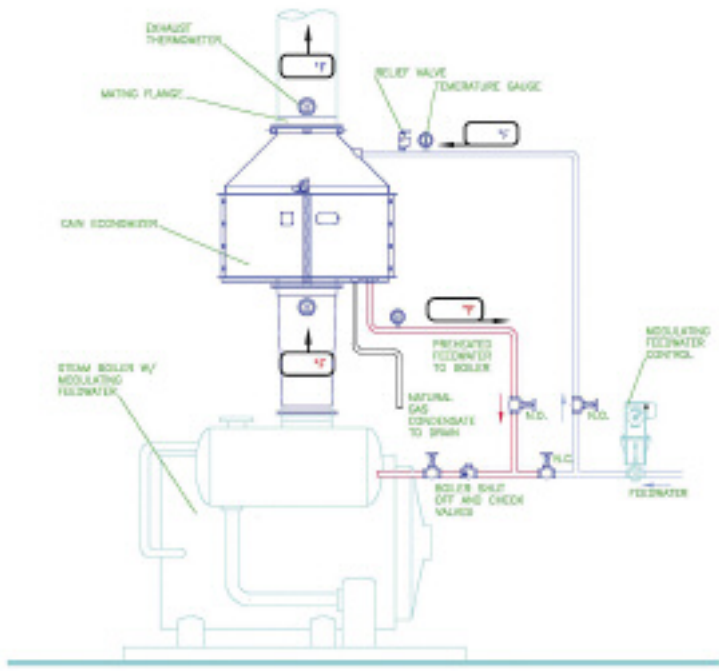 EXHAUST
THERMOMETER
°F
RELIEF VALVE
MATING FLANGE
TEMERATURE GAUGE
°F
CAIN ECONOMIZER
°F
MODULATING
FEEDWATER
CONTROL
PREHEATED
FEEDWATER
TO BOILER
°F
STEAM BOILER W/
MODULATING
FEEDWATER
NATURAL
GAS
CONDENSATE
TO DRAIN
N.O.
N.O.
N.C.
BOILER SHUT
OFF AND CHECK
VALVES
FEEDWATER